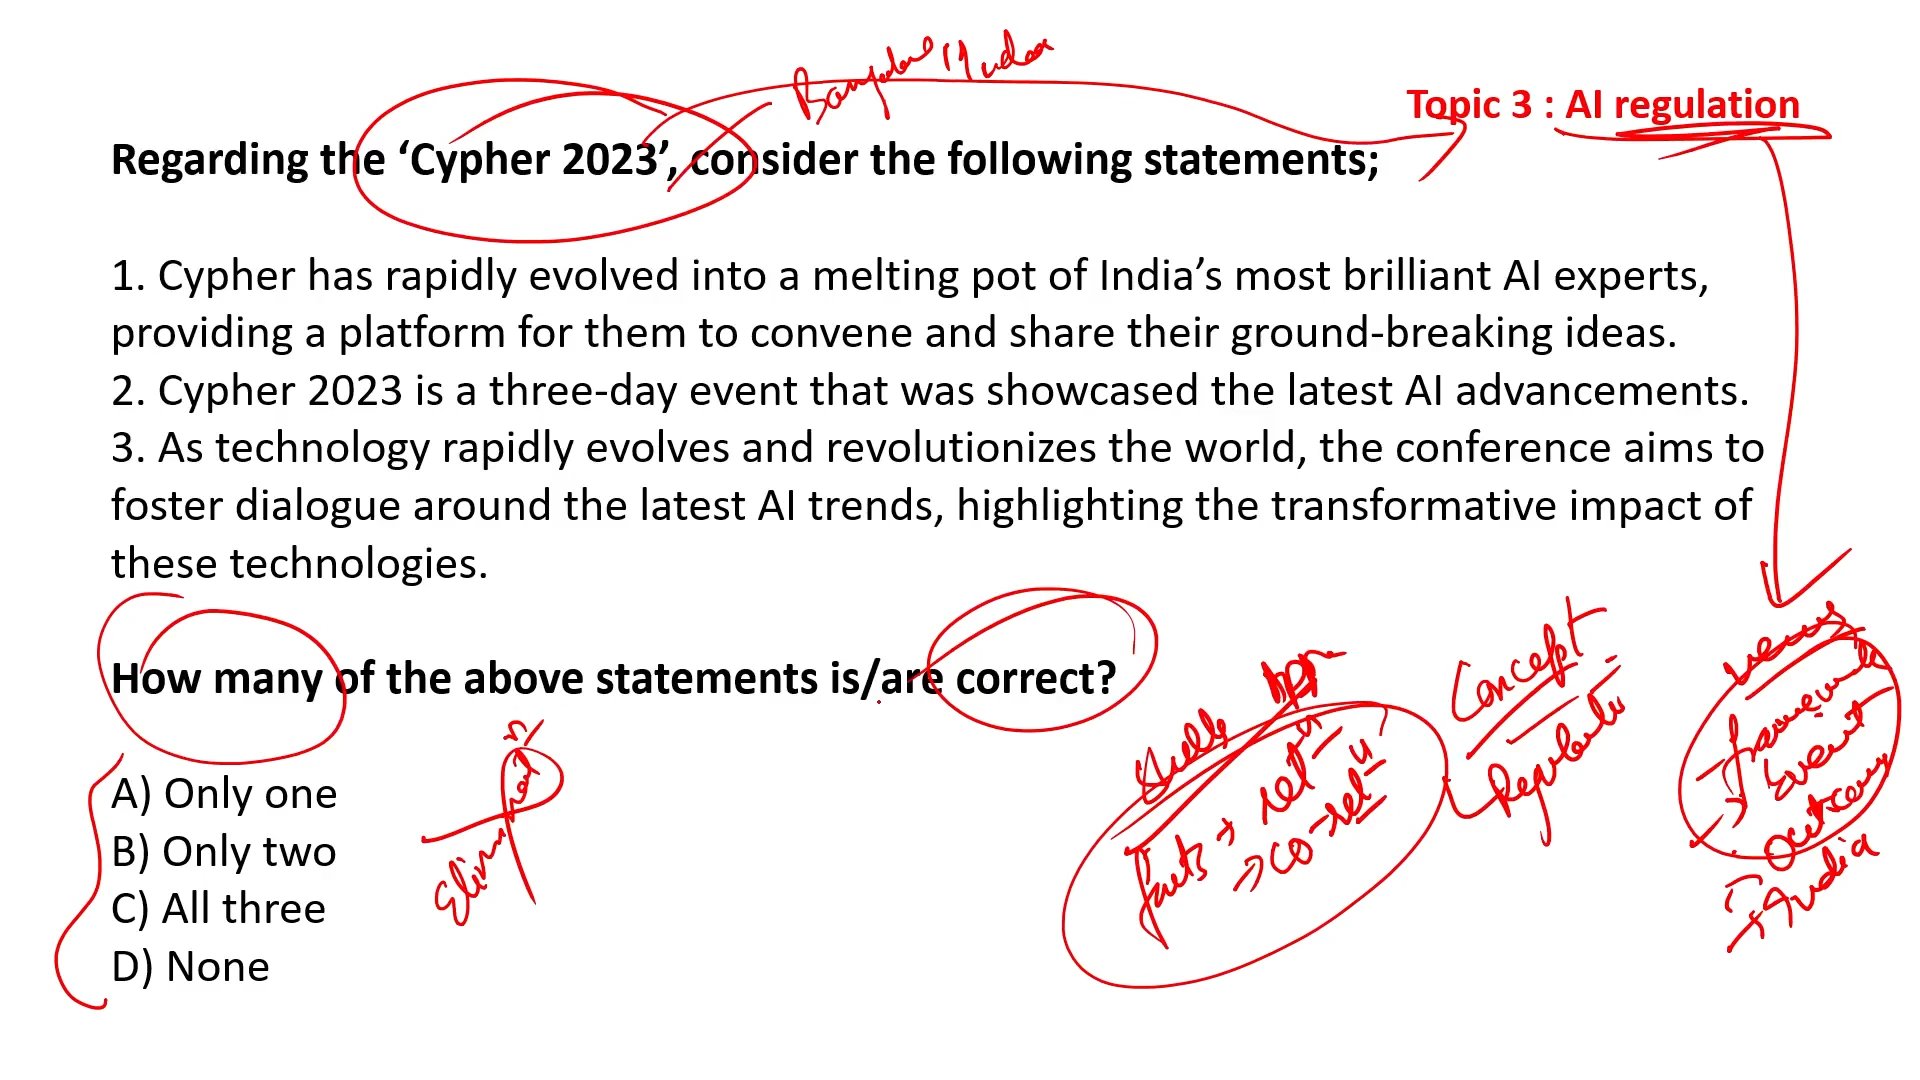 Topic 3 : AI regulation
Regarding the ‘Cypher 2023’, consider the following statements;
1. Cypher has rapidly evolved into a melting pot of India’s most brilliant AI experts,
providing a platform for them to convene and share their ground-breaking ideas.
2. Cypher 2023 is a three-day event that was showcased the latest AI advancements.
3. As technology rapidly evolves and revolutionizes the world, the conference aims to
foster dialogue around the latest AI trends, highlighting the transformative impact of
these technologies.
How many of the above statements is/are correct?
A) Only one
B) Only two
C) All three
D) None
India
Concept
facts +
news
Event
India